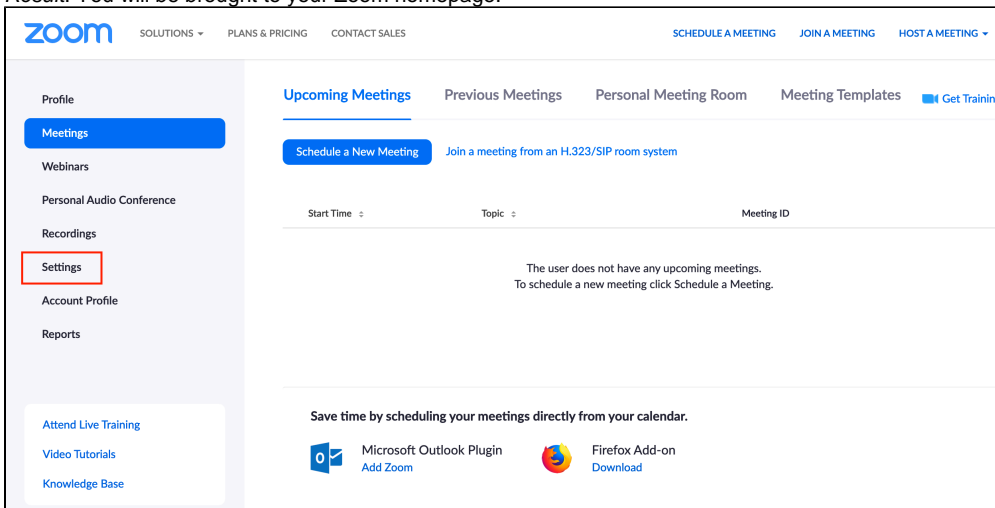 Result: You will be brought to your Zoom homepage.
zoom SOLUTIONS PLANS & PRICING CONTACT SALES SCHEDULE A MEETING JOIN A MEETING HOST A MEETING
Profile
Meetings
Webinars
Personal Audio Conference
Recordings
Settings
Account Profile
Reports
Attend Live Training
Video Tutorials
Knowledge Base
Upcoming Meetings Previous Meetings Personal Meeting Room Meeting Templates Get Trainin
Schedule a New Meeting Join a meeting from an H.323/SIP room system
Start Time Topic Meeting ID
The user does not have any upcoming meetings.
To schedule a new meeting click Schedule a Meeting.
Save time by scheduling your meetings directly from your calendar.
Microsoft Outlook Plugin Firefox Add-on
Add Zoom Download